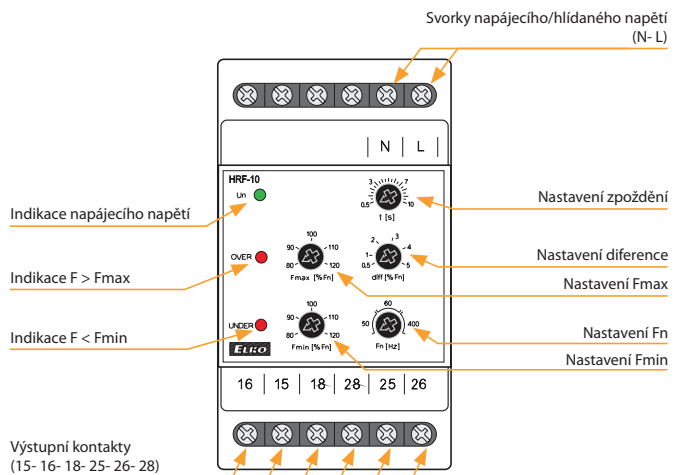 Svorky napájecího/hlídaného napětí
(N- L)
N L
HRF-10
Un
3 7
0.5 10
t [s]
Indikace napájecího napětí
Nastavení zpoždění
OVER
100
90 110
80 120
Fmax [%Fn]
2 3
1 4
0.5 5
diff [%Fn]
Nastavení diference
Indikace F > Fmax
Nastavení Fmax
UNDER
100
90 110
80 120
Fmin [%Fn]
60
50 400
Fn [Hz]
Indikace F < Fmin
Nastavení Fn
ELKO
Nastavení Fmin
16 15 18 28 25 26
Výstupní kontakty
(15- 16- 18- 25- 26- 28)